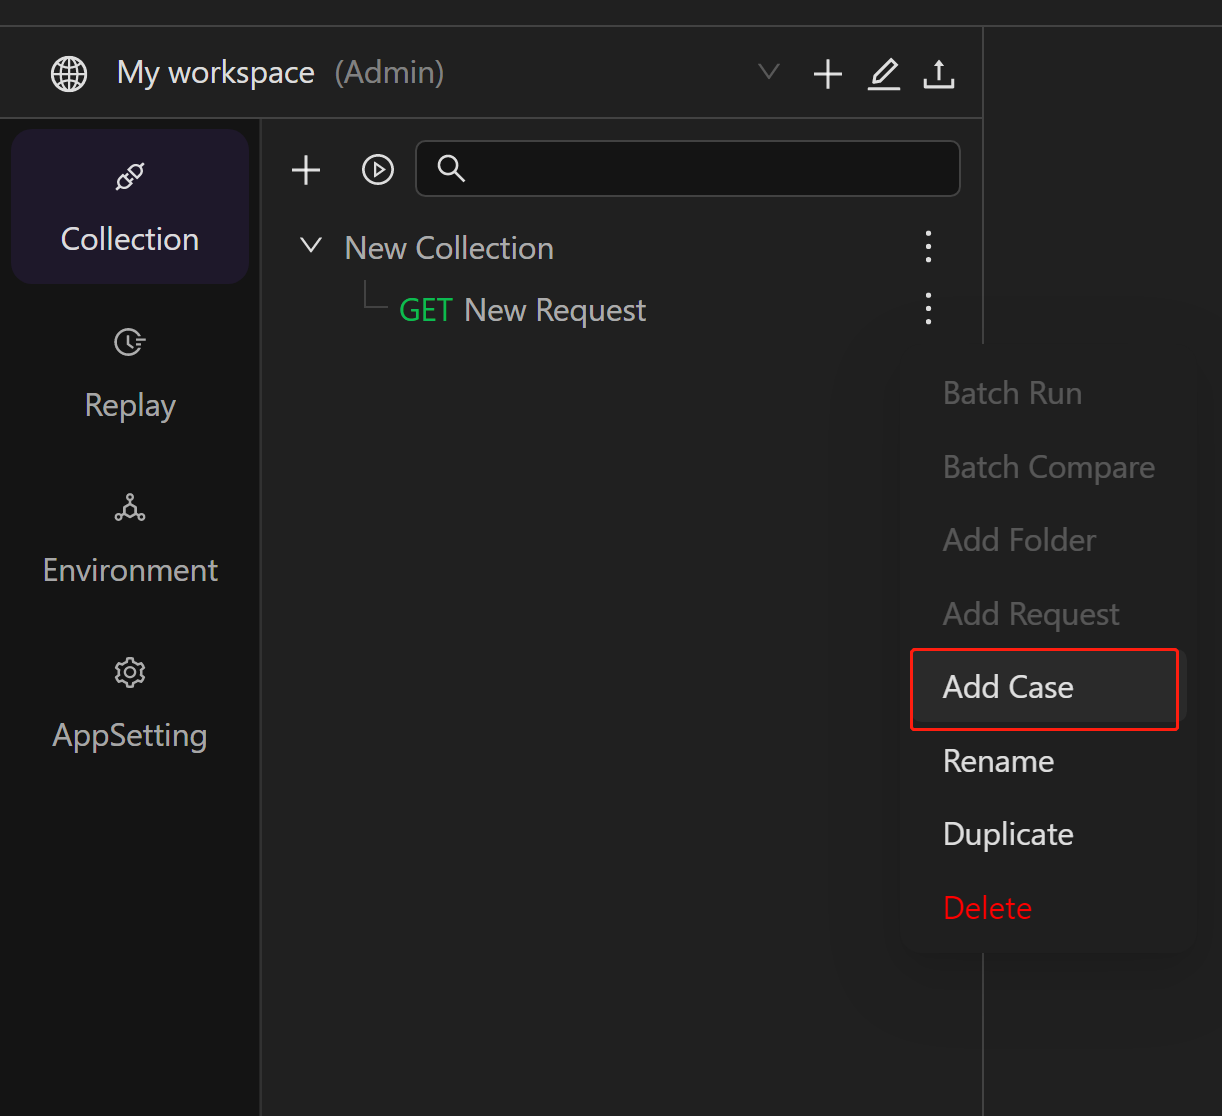 My workspace (Admin)
Collection
Replay
Environment
AppSetting
New Collection
GET New Request
Batch Run
Batch Compare
Add Folder
Add Request
Add Case
Rename
Duplicate
Delete